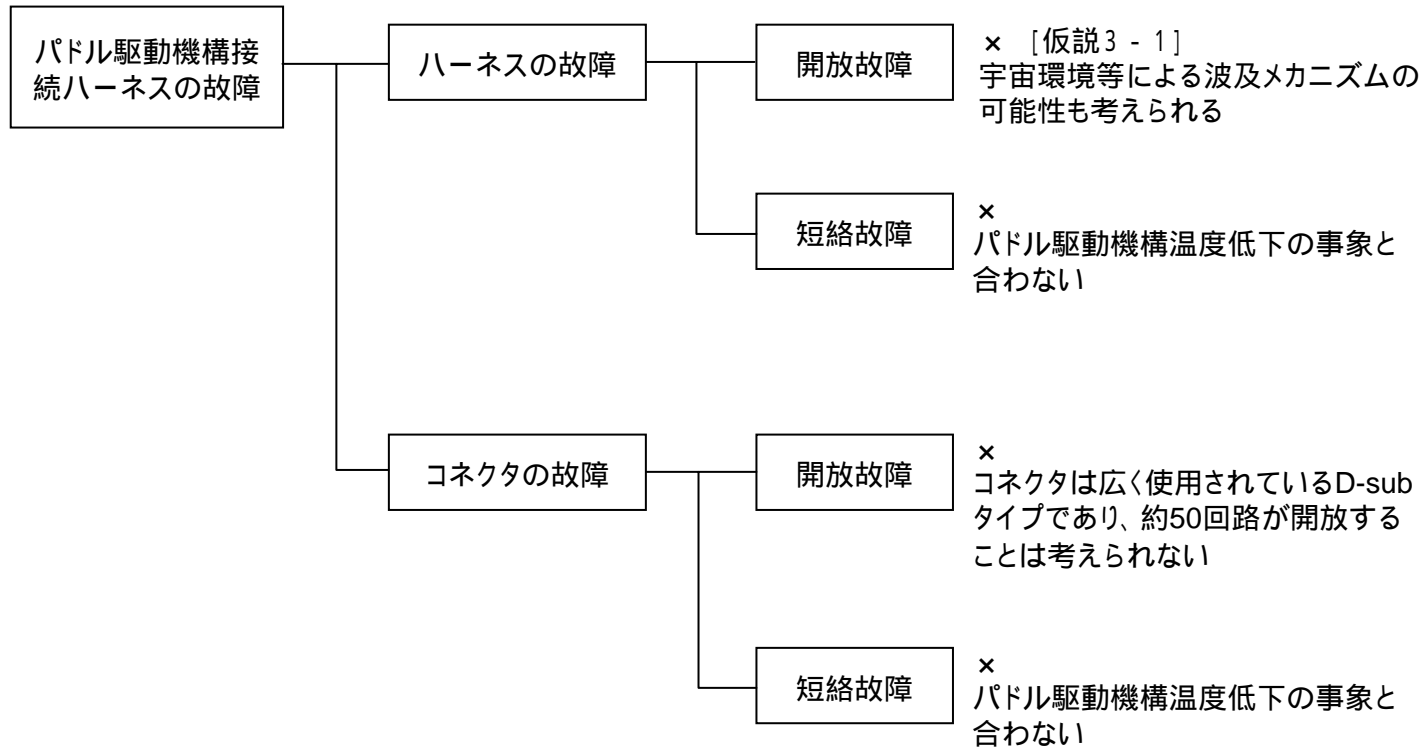 パドル駆動機構接
続ハーネスの故障
ハーネスの故障
開放故障
× [仮説3 - 1]
宇宙環境等による波及メカニズムの
可能性も考えられる
短絡故障
×
パドル駆動機構温度低下の事象と
合わない
コネクタの故障
開放故障
×
コネクタは広く使用されているD-sub
タイプであり、約50回路が開放する
ことは考えられない
短絡故障
×
パドル駆動機構温度低下の事象と
合わない